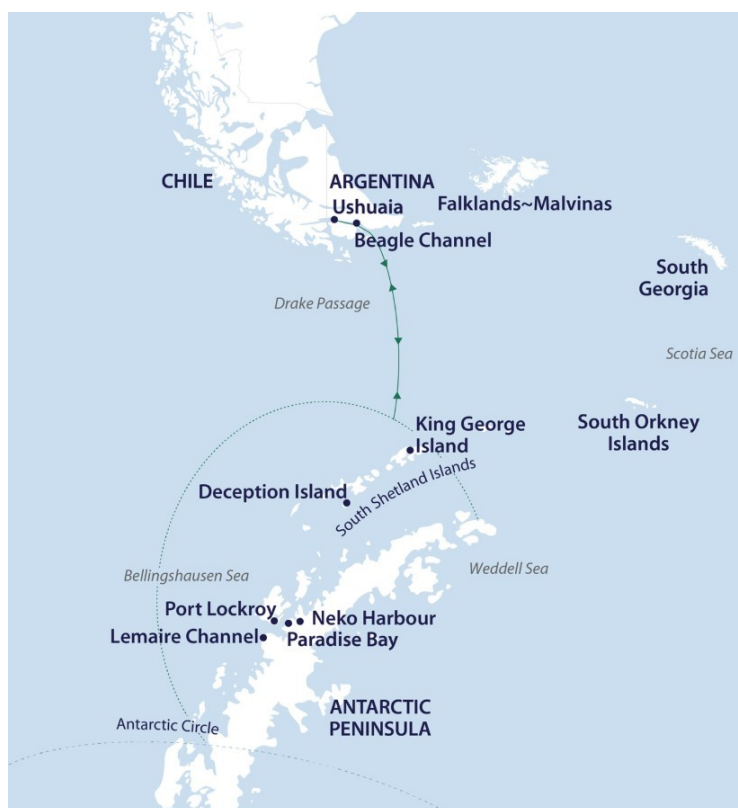 CHILE
ARGENTINA
Ushuaia
Falklands~Malvinas
Beagle Channel
South
Georgia
Drake Passage
Scotia Sea
King George
Island
South Orkney
Islands
Deception Island
South Shetland Islands
Bellingshausen Sea
Weddell Sea
Port Lockroy
Neko Harbour
Lemaire Channel
Paradise Bay
ANTARCTIC
PENINSULA
Antarctic Circle